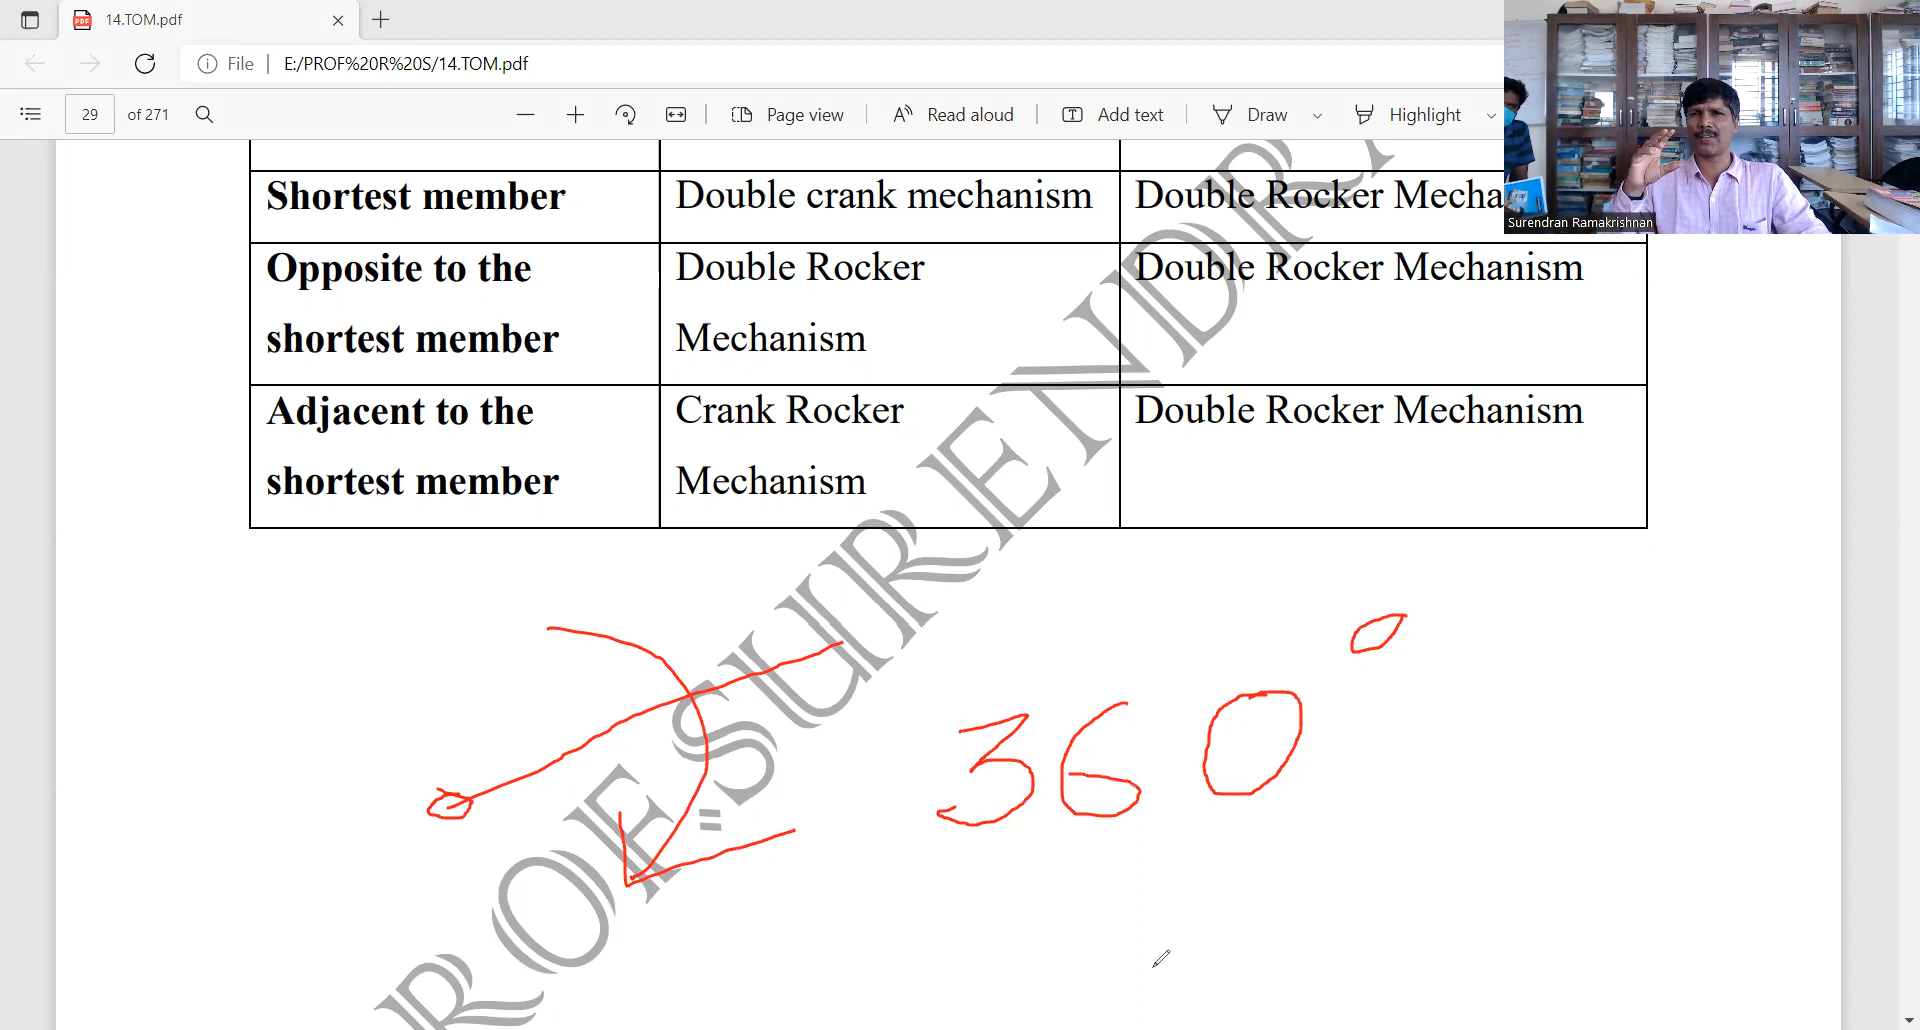 14.TOM.pdf
File
E:/PROF%20R%20S/14.TOM.pdf
29 of 271
Page view
Read aloud
Add text
Draw
Highlight
Surendran Ramakrishnan
Shortest member
Double crank mechanism
Double Rocker Mecha
Opposite to the
shortest member
Double Rocker
Mechanism
Double Rocker Mechanism
Adjacent to the
shortest member
Crank Rocker
Mechanism
Double Rocker Mechanism
360°
ROF.SURENDR